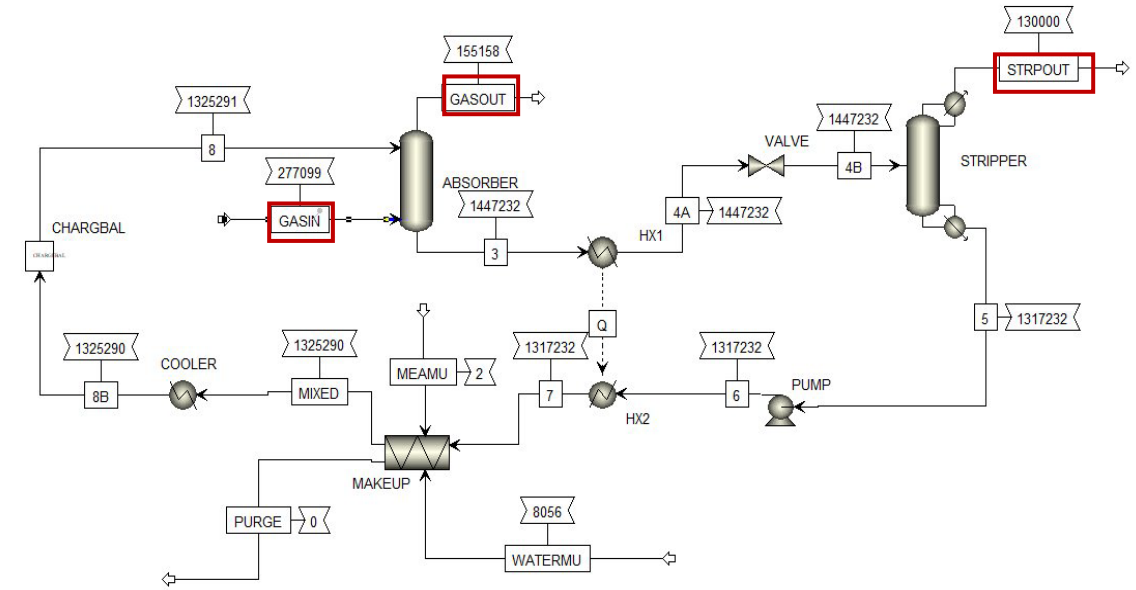 130000
STRPOUT
155158
GASOUT
1325291
8
277099
GASIN
ABSORBER
1447232
3
HX1
4A
1447232
VALVE
1447232
4B
STRIPPER
CHARGBAL
CHARGBAL
Q
5
1317232
1325290
8B
COOLER
1325290
MIXED
MEAMU
2
1317232
7
HX2
1317232
6
PUMP
MAKEUP
PURGE
0
8056
WATERMU